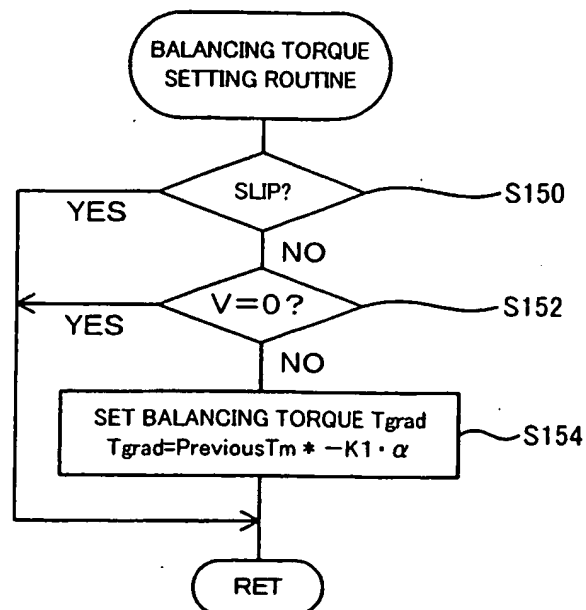 BALANCING TORQUE
SETTING ROUTINE
SLIP?
S150
YES
NO
V=0?
S152
YES
NO
SET BALANCING TORQUE Tgrad
Tgrad=PreviousTm * −K1・α
S154
RET